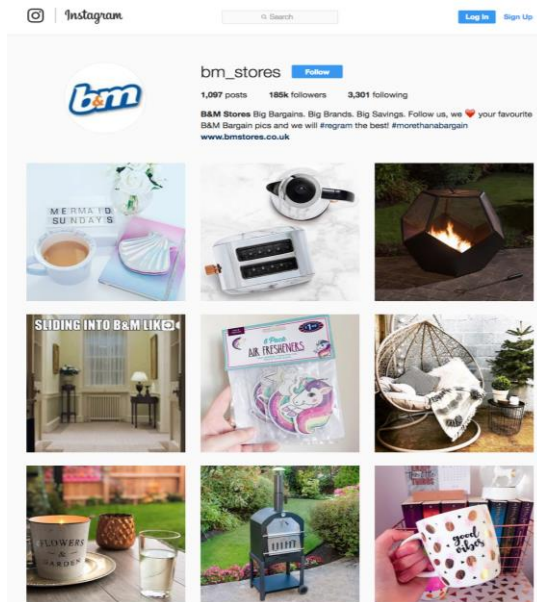 Instagram
Search
Log In Sign Up
b&m
bm_stores Follow
1,097 posts 185k followers 3,301 following
B&M Stores Big Bargains. Big Brands. Big Savings. Follow us, we ❤ your favourite
B&M Bargain pics and we will #regram the best! #morethanabargain
www.bmstores.co.uk
MERMAID
SUNDAYS
SLIDING INTO B&M LIK
AIR FRESHENERS
FLOWERS
&
GARDEN
good
vibes